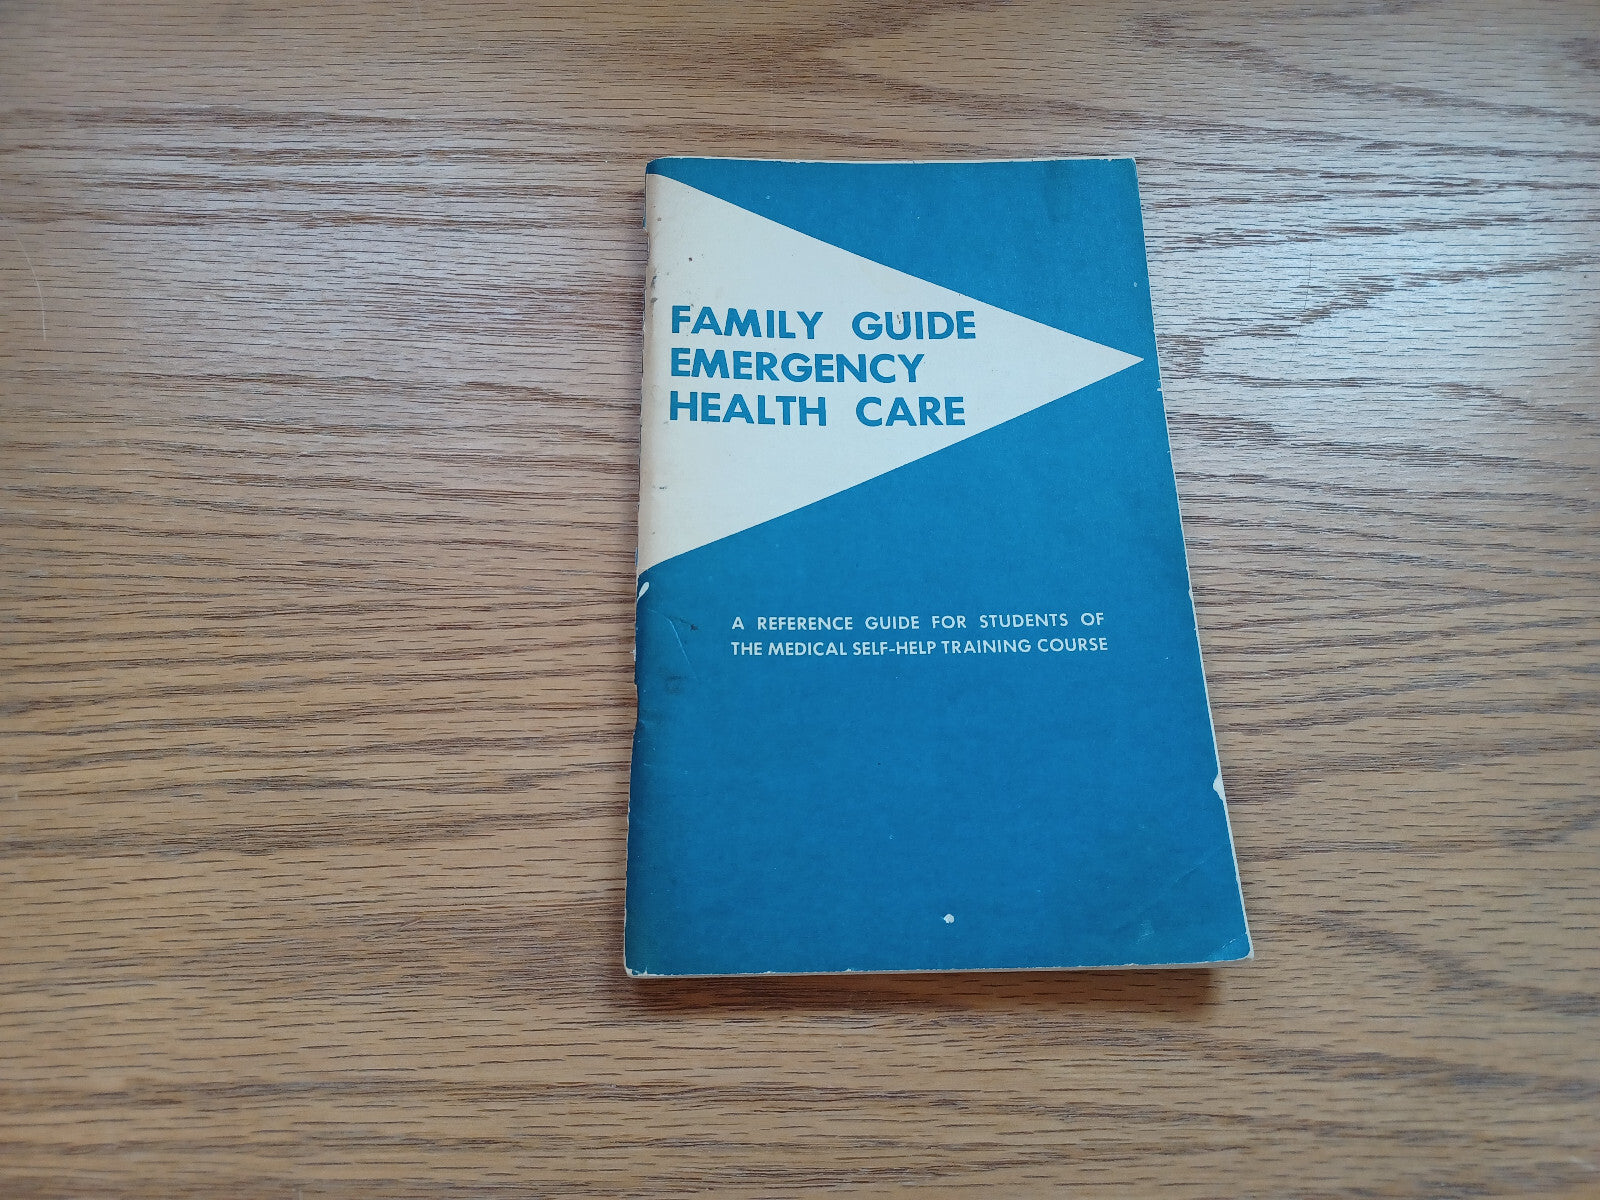 FAMILY GUIDE
EMERGENCY
HEALTH CARE
A REFERENCE GUIDE FOR STUDENTS OF
THE MEDICAL SELF-HELP TRAINING COURSE